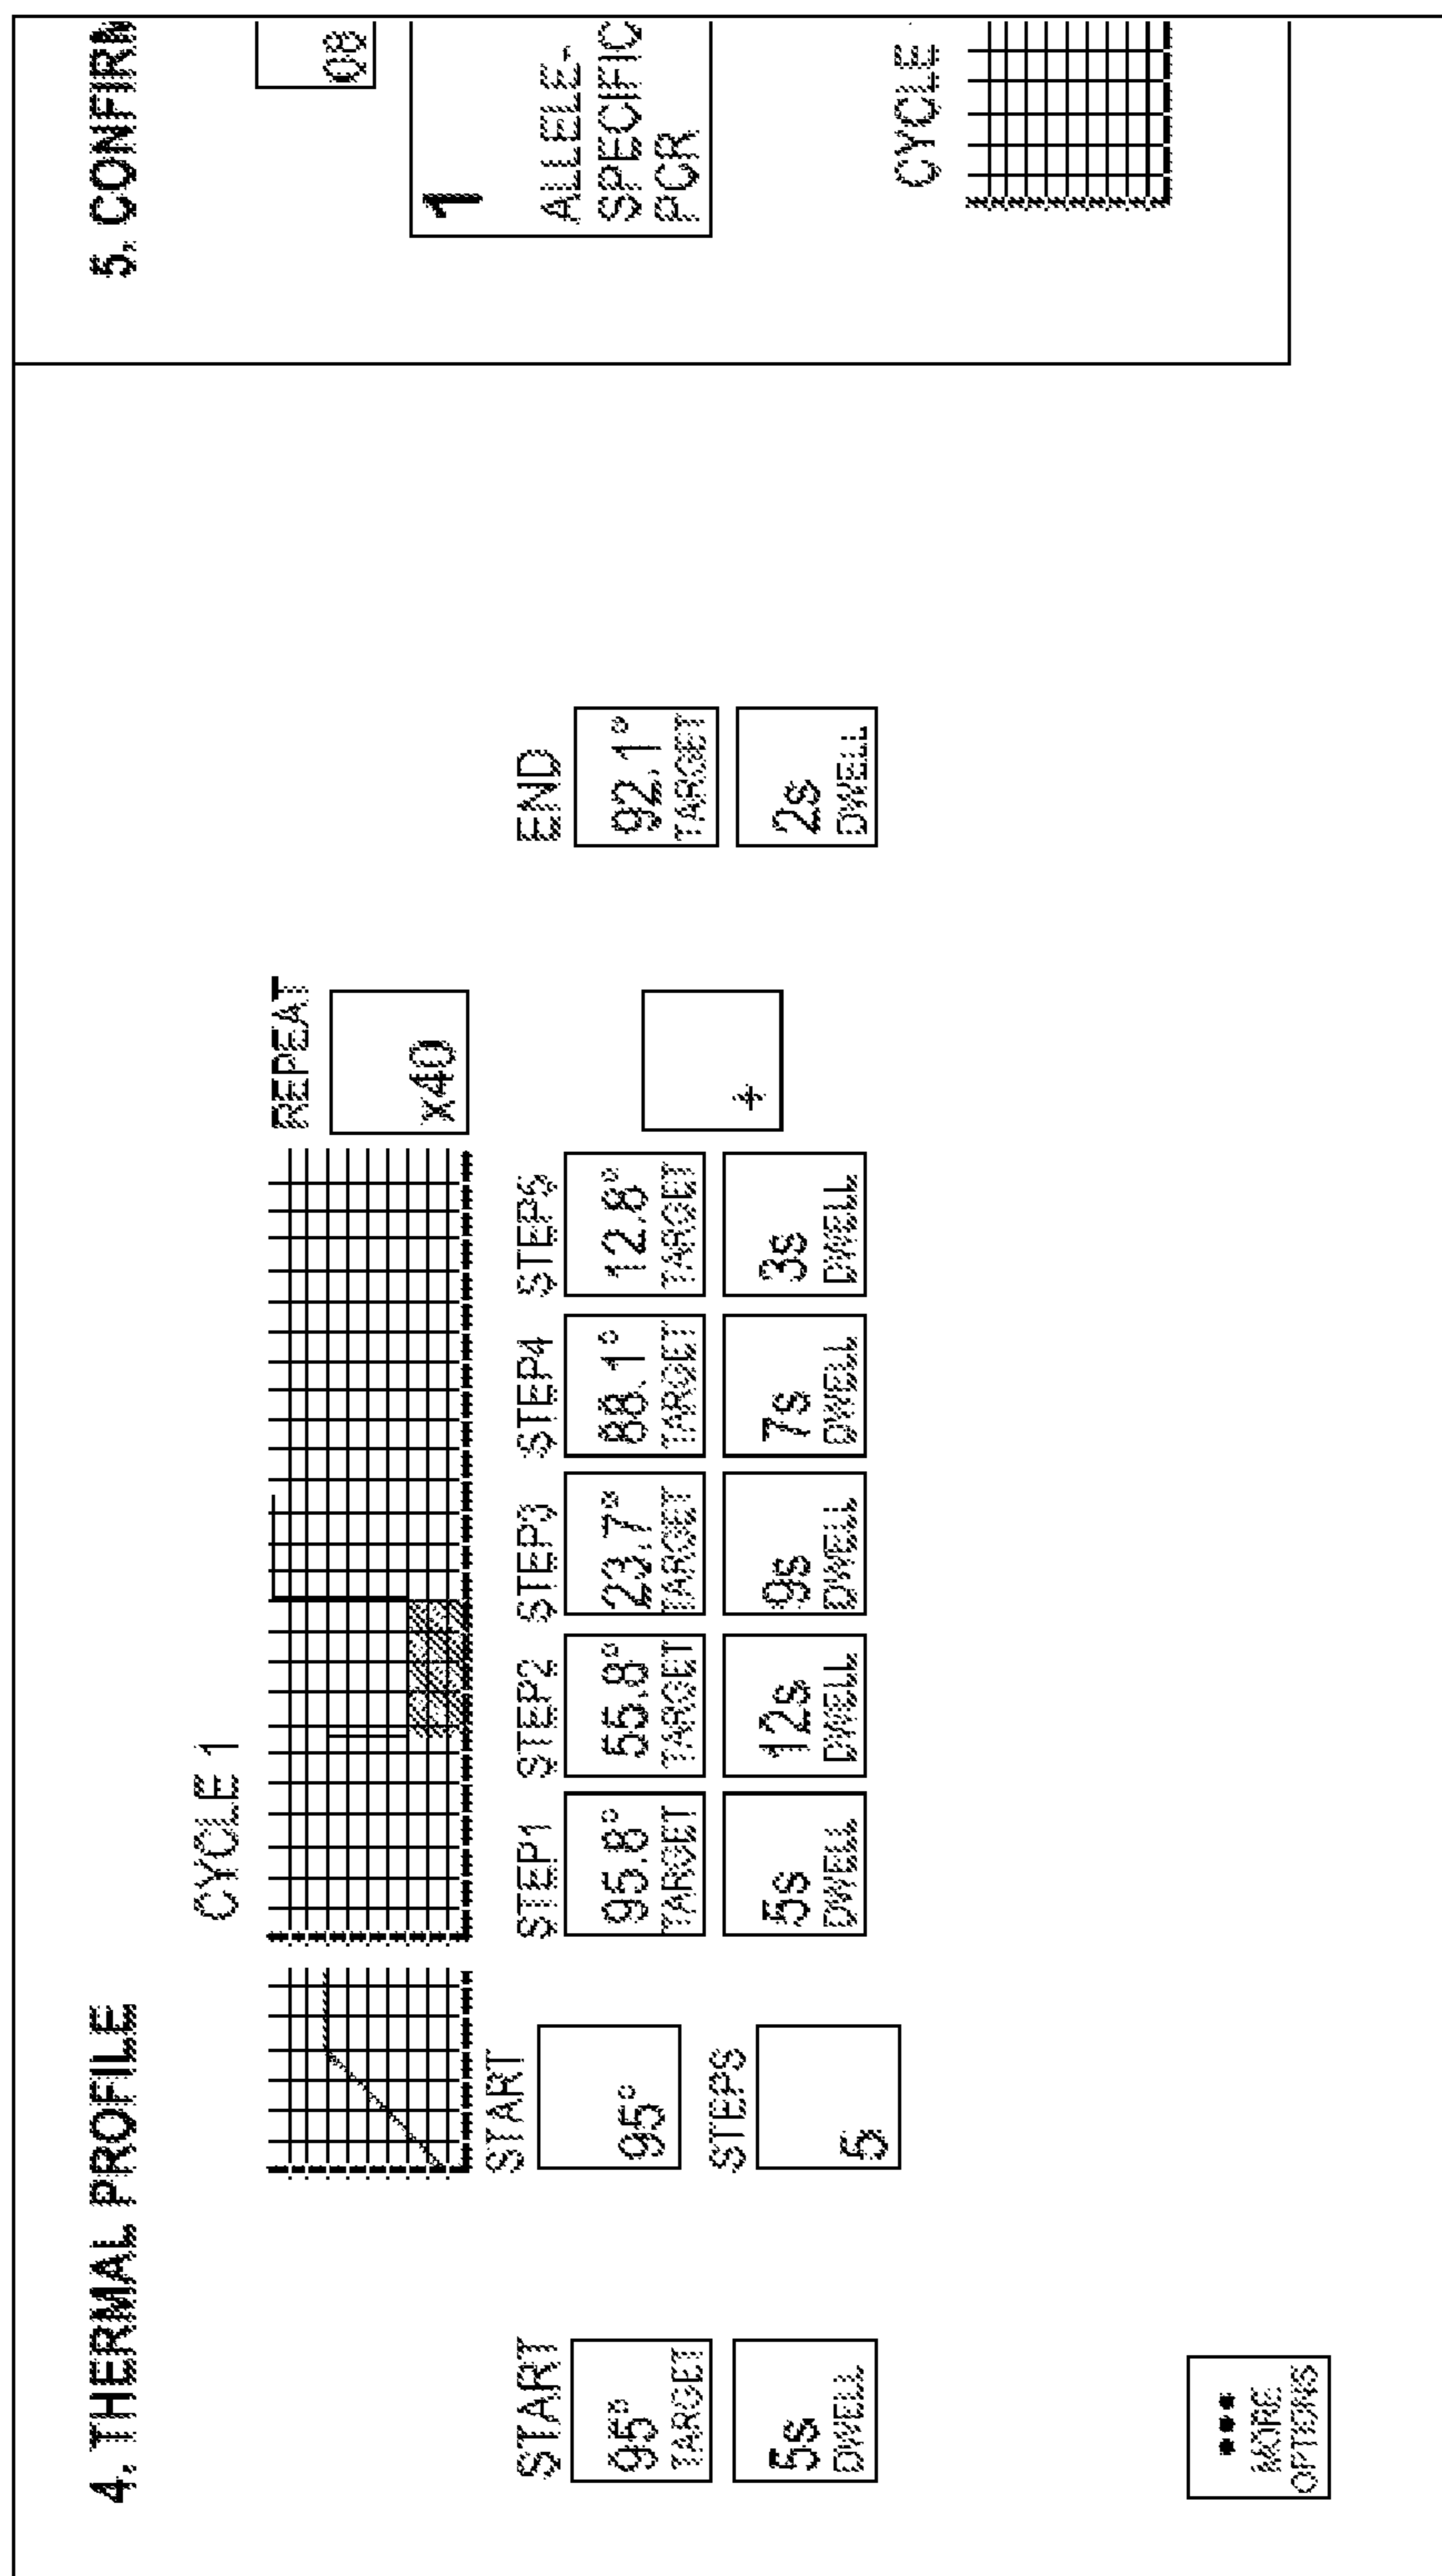 4. THERMAL PROFILE
START
95°
TARGET
5s
DWELL
START
95°
STEPS
5
CYCLE 1
REPEAT
x40
STEP1
95.8°
TARGET
5s
DWELL
STEP2
55.8°
TARGET
12s
DWELL
STEP3
23.7°
TARGET
9s
DWELL
STEP4
88.1°
TARGET
7s
DWELL
STEP5
12.8°
TARGET
3s
DWELL
+
END
92.1°
TARGET
2s
DWELL
MORE
OPTIONS
5. CONFIRM
08
1
ALLELE-
SPECIFIC
PCR
CYCLE